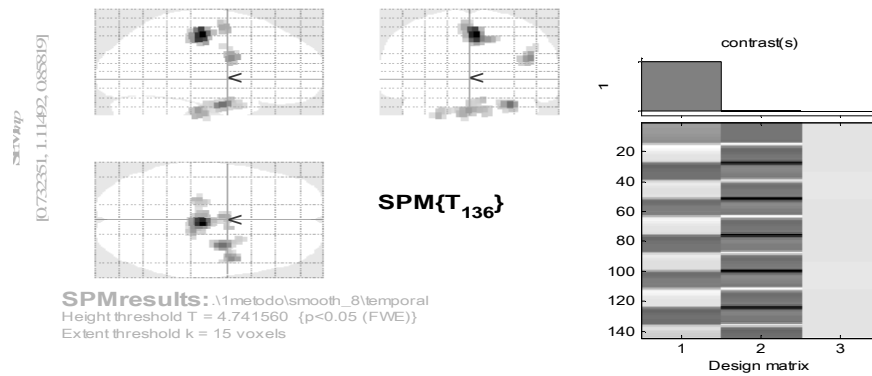 contrast(s)
1
[0.732351, 1.11492, 0.85819]
<
<
<
SPM{T136}
SPMresults: .\1metodo\smooth_8\temporal
Height threshold T = 4.741560 {p<0.05 (FWE)}
Extent threshold k = 15 voxels
20
40
60
80
100
120
140
1 2 3
Design matrix